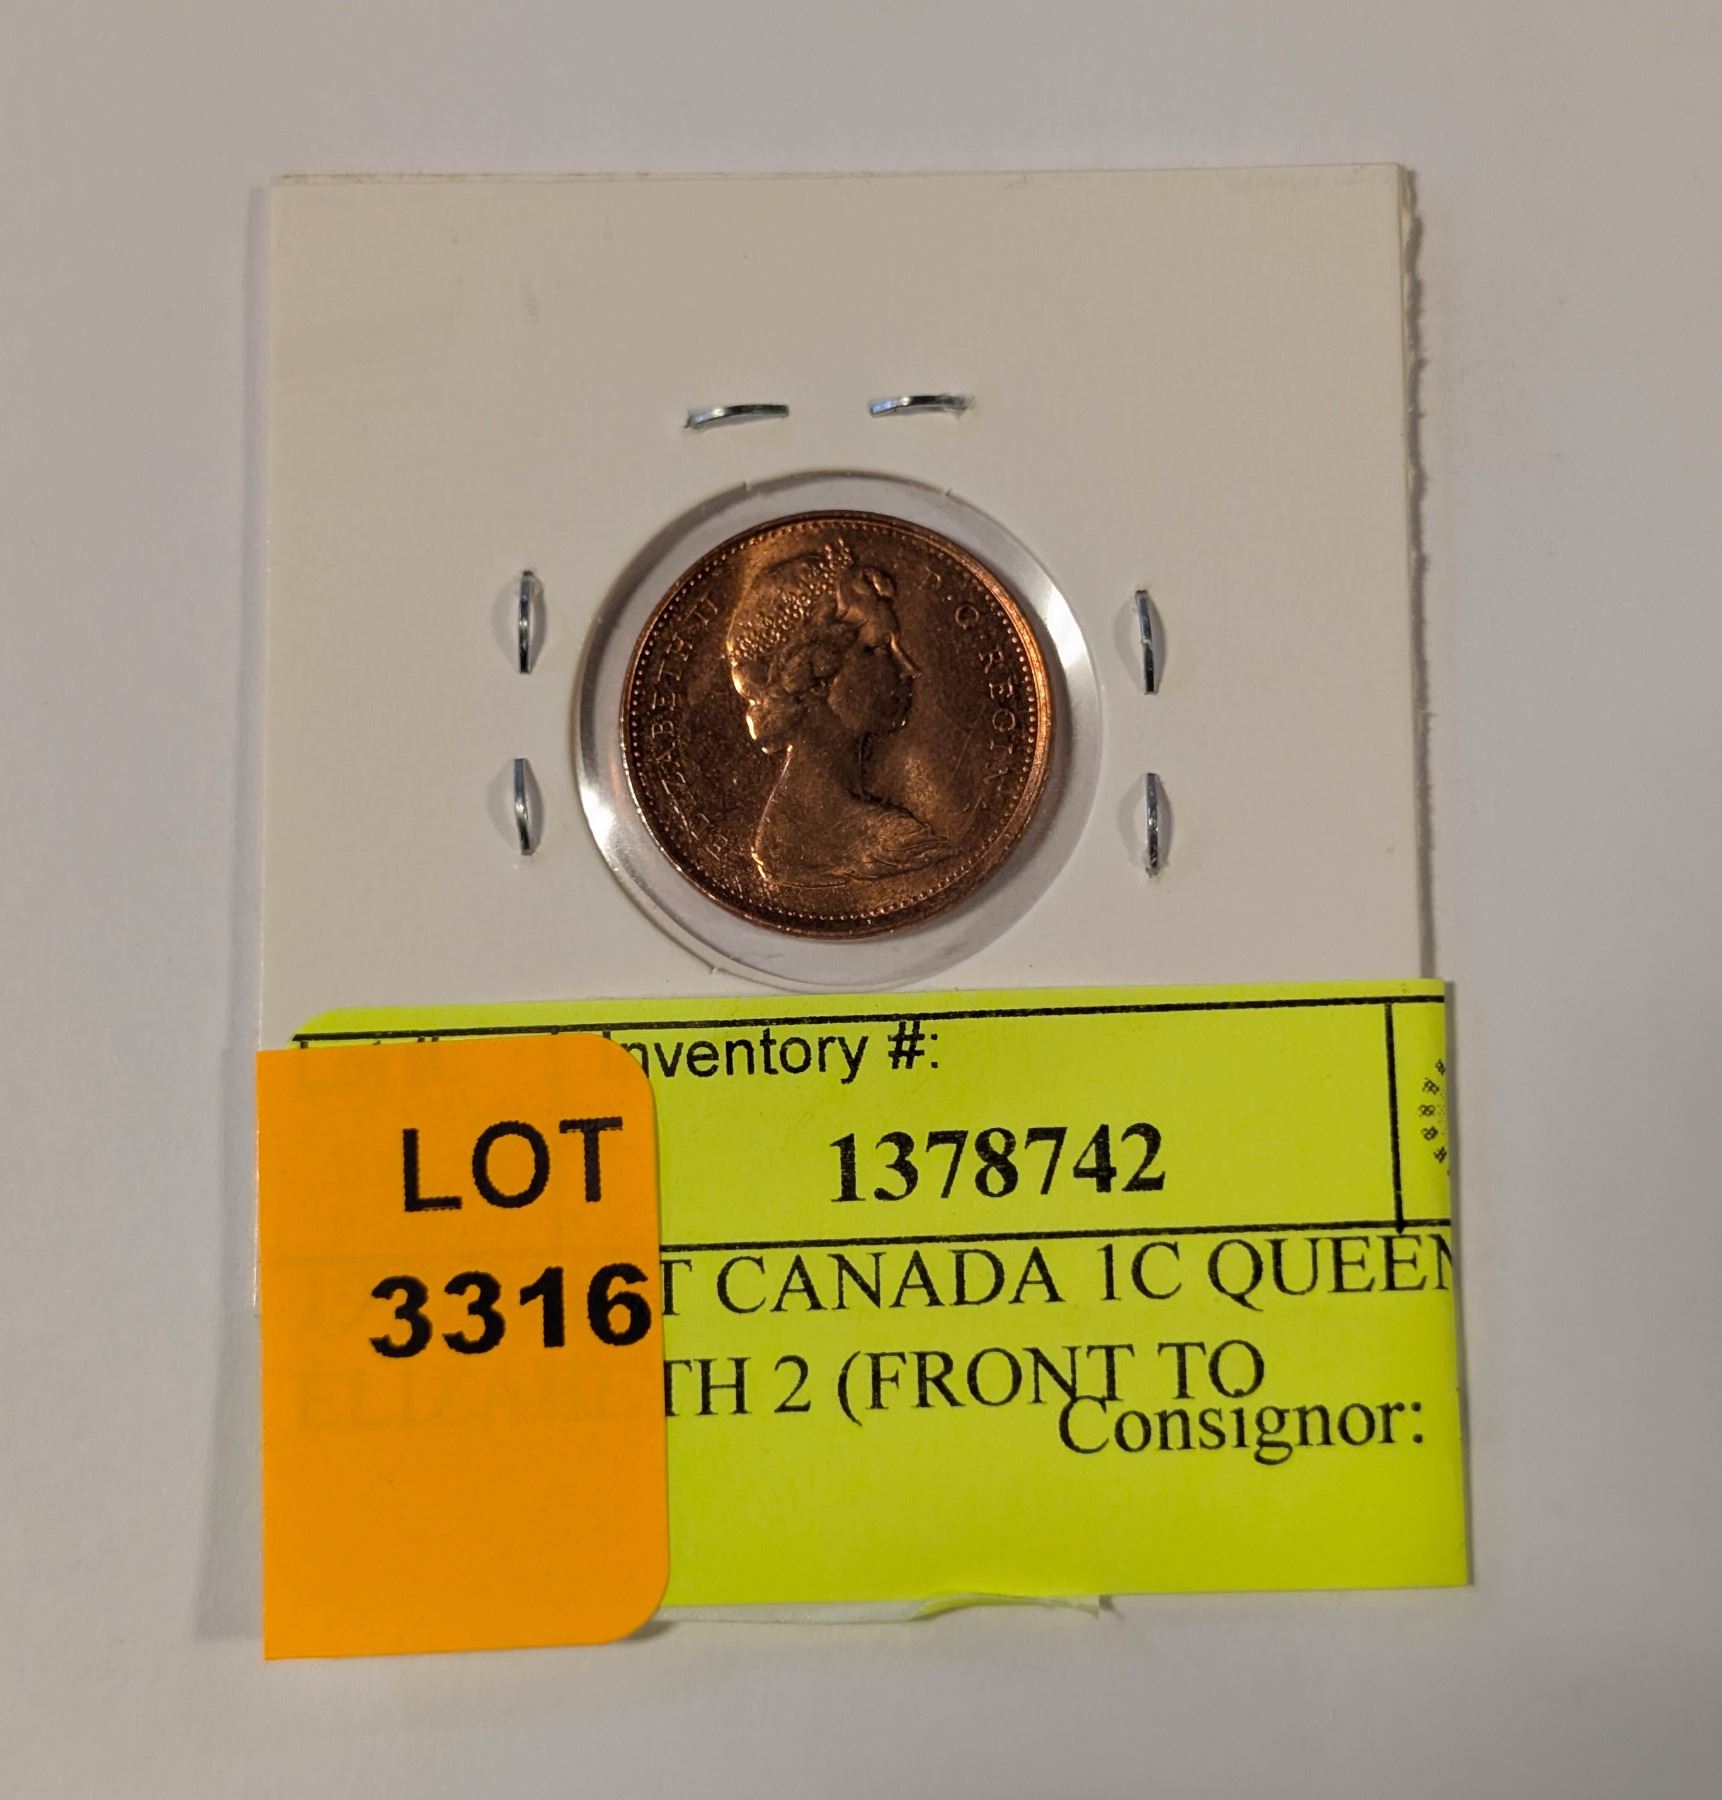 ELIZABETH II D·G·REGINA
Inventory #:
1378742
LOT
3316
CANADA 1C QUEEN
TH 2 (FRONT TO
Consignor: